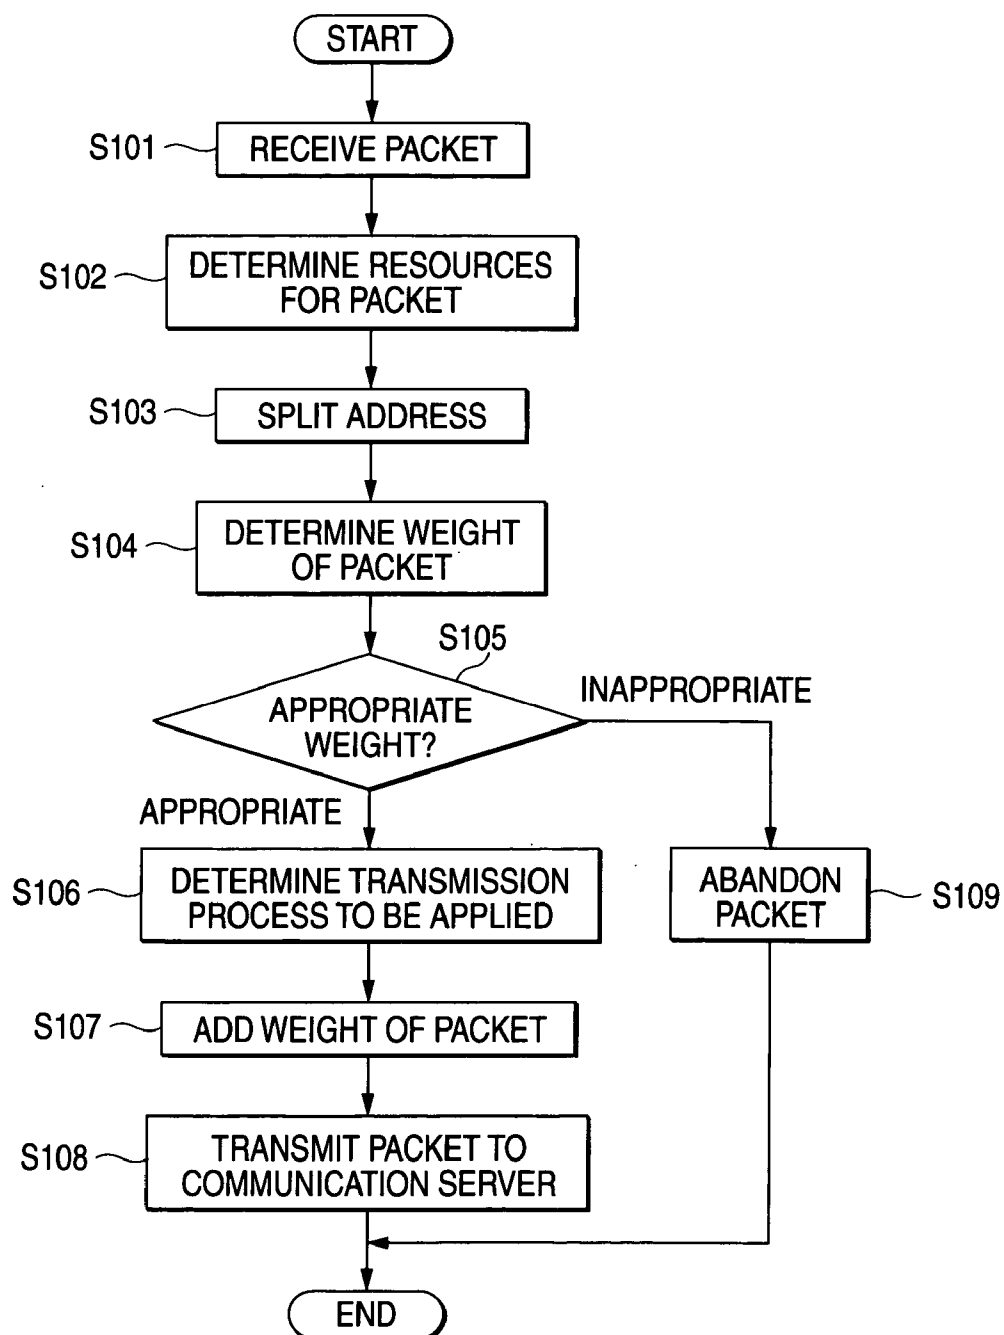 START
S101
RECEIVE PACKET
S102
DETERMINE RESOURCES
FOR PACKET
S103
SPLIT ADDRESS
S104
DETERMINE WEIGHT
OF PACKET
S105
APPROPRIATE
WEIGHT?
INAPPROPRIATE
APPROPRIATE
S106
DETERMINE TRANSMISSION
PROCESS TO BE APPLIED
ABANDON
PACKET
S109
S107
ADD WEIGHT OF PACKET
S108
TRANSMIT PACKET TO
COMMUNICATION SERVER
END